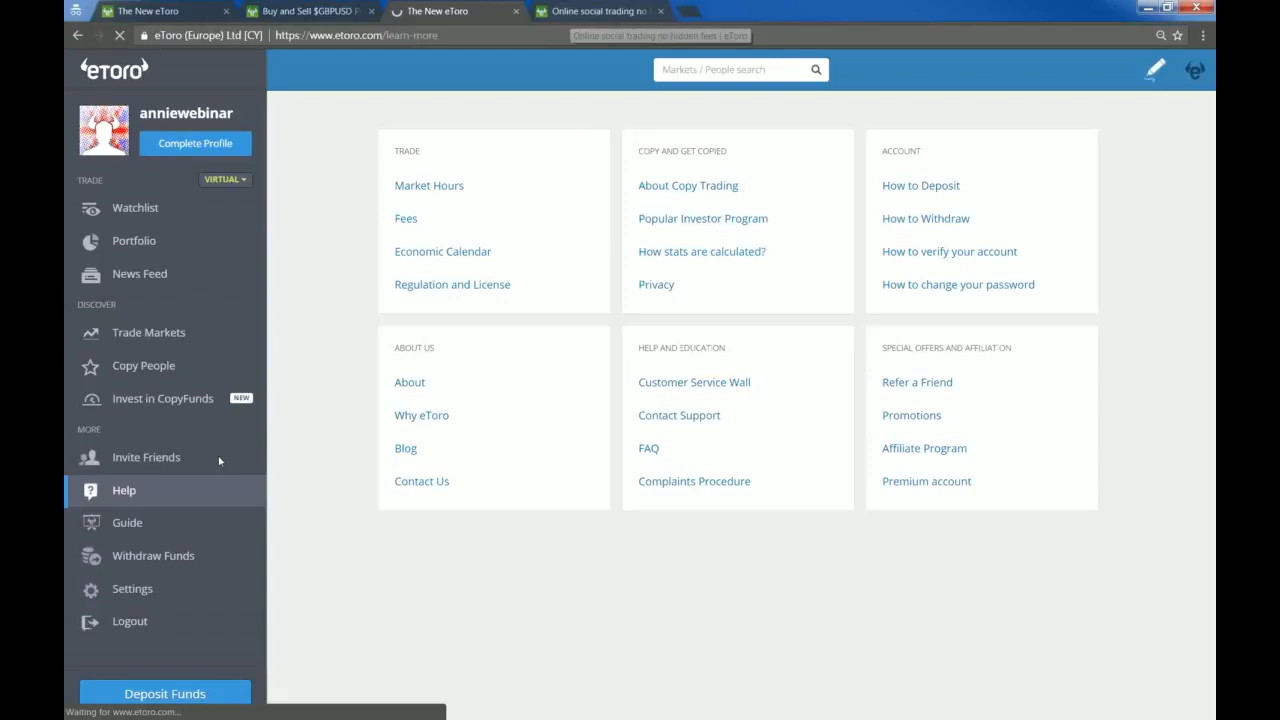 The New eToro
Buy and Sell $GBPUSD
The New eToro
Online social trading no
eToro (Europe) Ltd [CY]
https://www.etoro.com/learn-more
Online social trading no hidden fees | eToro
eToro
Markets / People search
anniewebinar
Complete Profile
TRADE
VIRTUAL
Watchlist
Portfolio
News Feed
DISCOVER
Trade Markets
Copy People
Invest in CopyFunds
NEW
MORE
Invite Friends
Help
Guide
Withdraw Funds
Settings
Logout
Deposit Funds
Waiting for www.etoro.com...
TRADE
Market Hours
Fees
Economic Calendar
Regulation and License
COPY AND GET COPIED
About Copy Trading
Popular Investor Program
How stats are calculated?
Privacy
ACCOUNT
How to Deposit
How to Withdraw
How to verify your account
How to change your password
ABOUT US
About
Why eToro
Blog
Contact Us
HELP AND EDUCATION
Customer Service Wall
Contact Support
FAQ
Complaints Procedure
SPECIAL OFFERS AND AFFILIATION
Refer a Friend
Promotions
Affiliate Program
Premium account